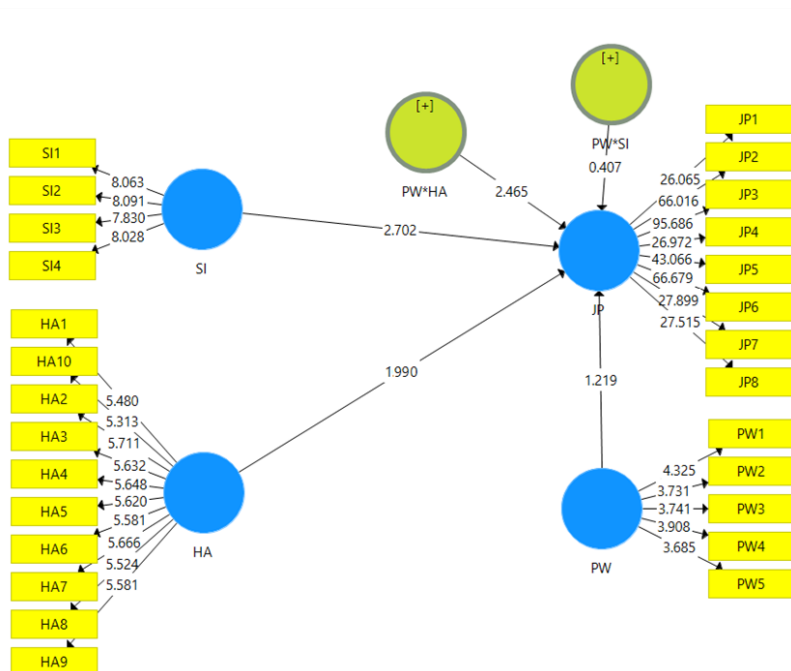 [+]
PW*SI
0.407
[+]
PW*HA
2.465
SI1
SI2
SI3
SI4
8.063
8.091
7.830
8.028
SI
2.702
JP
JP1
JP2
JP3
JP4
JP5
JP6
JP7
JP8
26.065
66.016
95.686
26.972
43.066
66.679
27.899
27.515
HA1
HA10
HA2
HA3
HA4
HA5
HA6
HA7
HA8
HA9
5.480
5.313
5.711
5.632
5.648
5.620
5.581
5.666
5.524
5.581
HA
1.990
1.219
PW
4.325
3.731
3.741
3.908
3.685
PW1
PW2
PW3
PW4
PW5